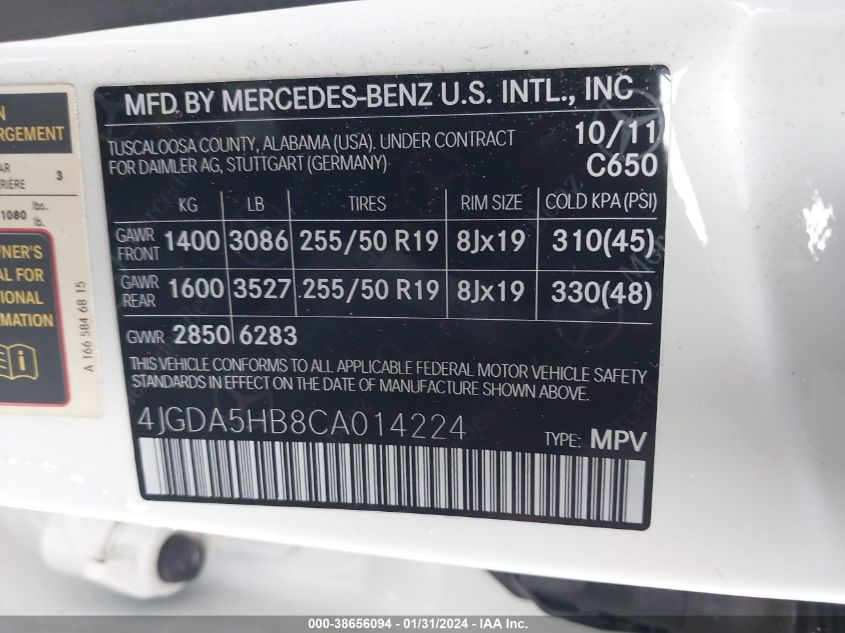 MFD BY MERCEDES-BENZ U.S. INTL., INC
TUSCALOOSA COUNTY, ALABAMA (USA). UNDER CONTRACT
FOR DAIMLER AG, STUTTGART (GERMANY)
10/11
C650
KG LB TIRES RIM SIZE COLD KPA (PSI)
GAWR FRONT 1400 3086 255/50 R19 8Jx19 310(45)
GAWR REAR 1600 3527 255/50 R19 8Jx19 330(48)
GVWR 2850 6283
THIS VEHICLE CONFORMS TO ALL APPLICABLE FEDERAL MOTOR VEHICLE SAFETY
STANDARDS IN EFFECT ON THE DATE OF MANUFACTURE SHOWN ABOVE.
4JGDA5HB8CA014224
TYPE: MPV
3
1080 lbs.
lb.
A 166 584 68 15
000-38656094 - 01/31/2024 - IAA Inc.